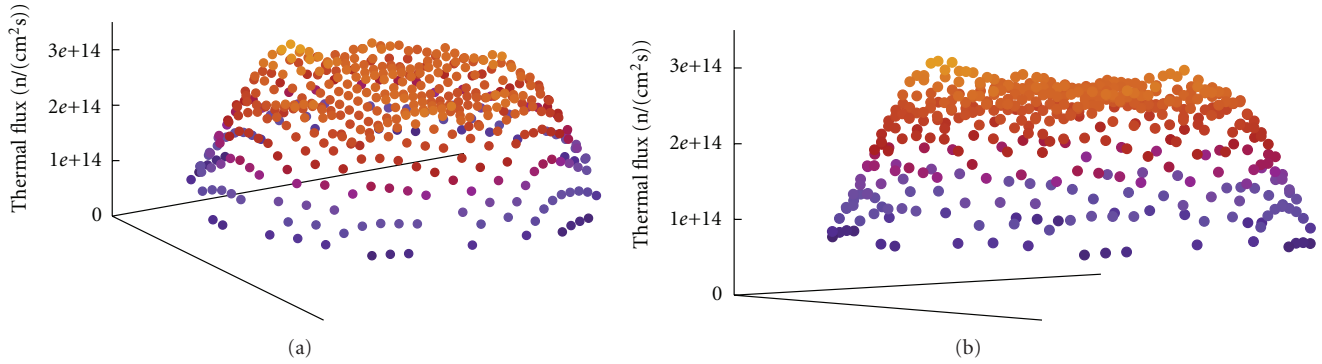 Thermal flux (n/(cm²s))
3e+14
2e+14
1e+14
0
(a)
Thermal flux (n/(cm²s))
3e+14
2e+14
1e+14
0
(b)